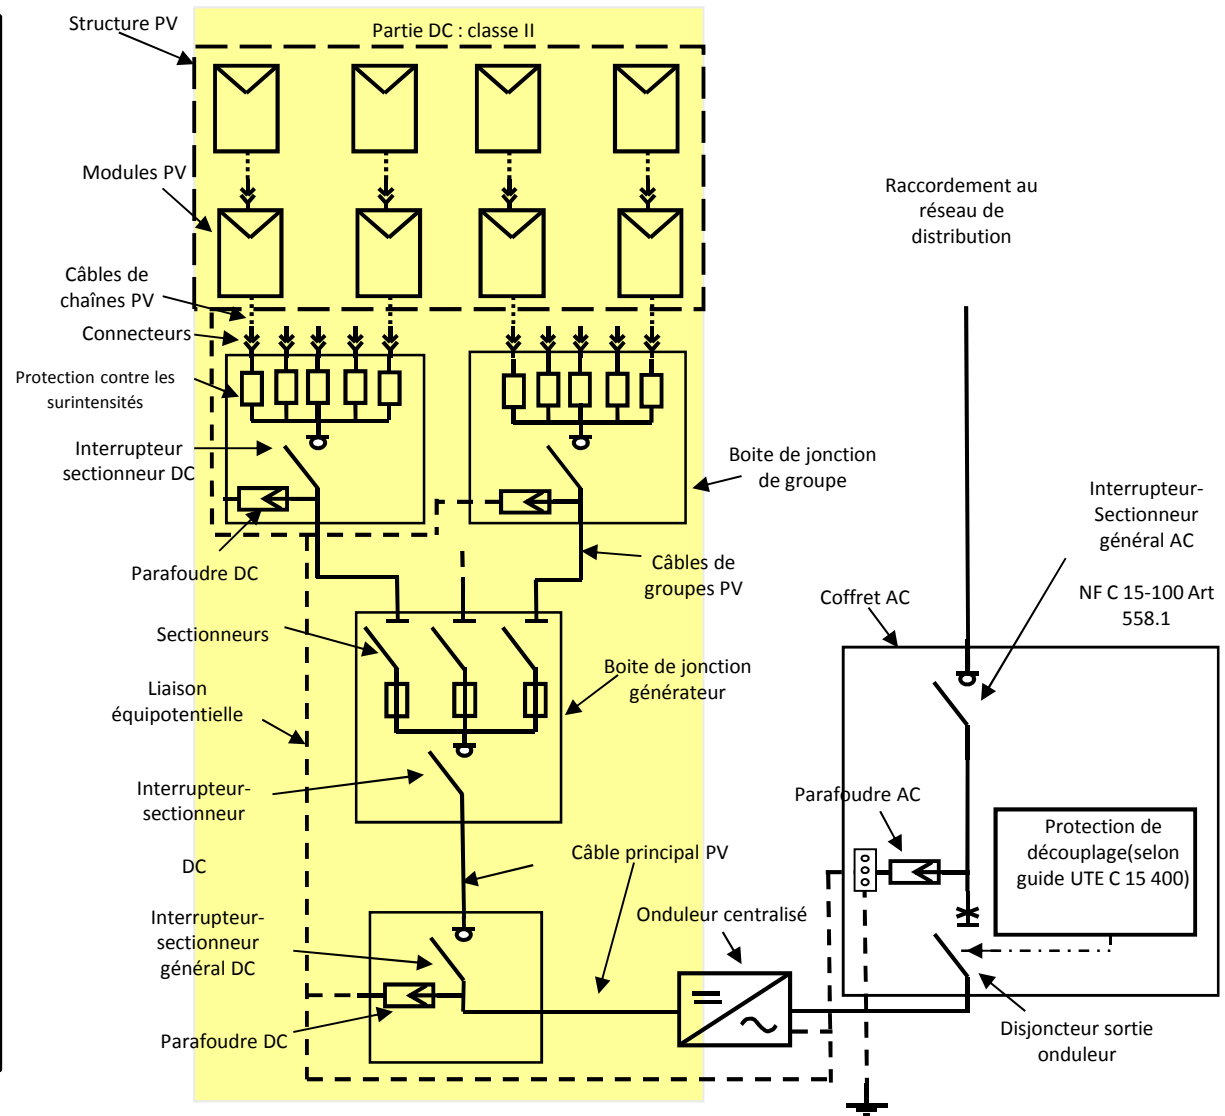 Structure PV
Partie DC : classe II
Modules PV
Raccordement au
réseau de
distribution
Câbles de
chaînes PV
Connecteurs
Protection contre les
surintensités
Interrupteur
sectionneur DC
Boite de jonction
de groupe
Interrupteur-
Sectionneur
général AC
Parafoudre DC
Câbles de
groupes PV
Coffret AC
NF C 15-100 Art
558.1
Sectionneurs
Boite de jonction
générateur
Liaison
équipotentielle
Interrupteur-
sectionneur
DC
Parafoudre AC
Protection de
découplage(selon
guide UTE C 15 400)
Câble principal PV
Interrupteur-
sectionneur
général DC
Onduleur centralisé
Parafoudre DC
Disjoncteur sortie
onduleur